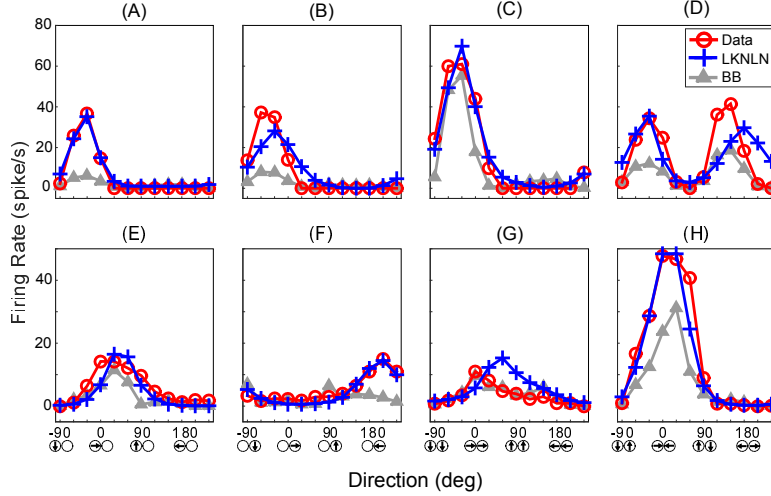 (A) (B) (C) (D)
80
60
40
20
0
Data
LKNLN
BB
(E) (F) (G) (H)
40
20
0
Firing Rate (spike/s)
-90 0 90 180 -90 0 90 180 -90 0 90 180 -90 0 90 180
Direction (deg)